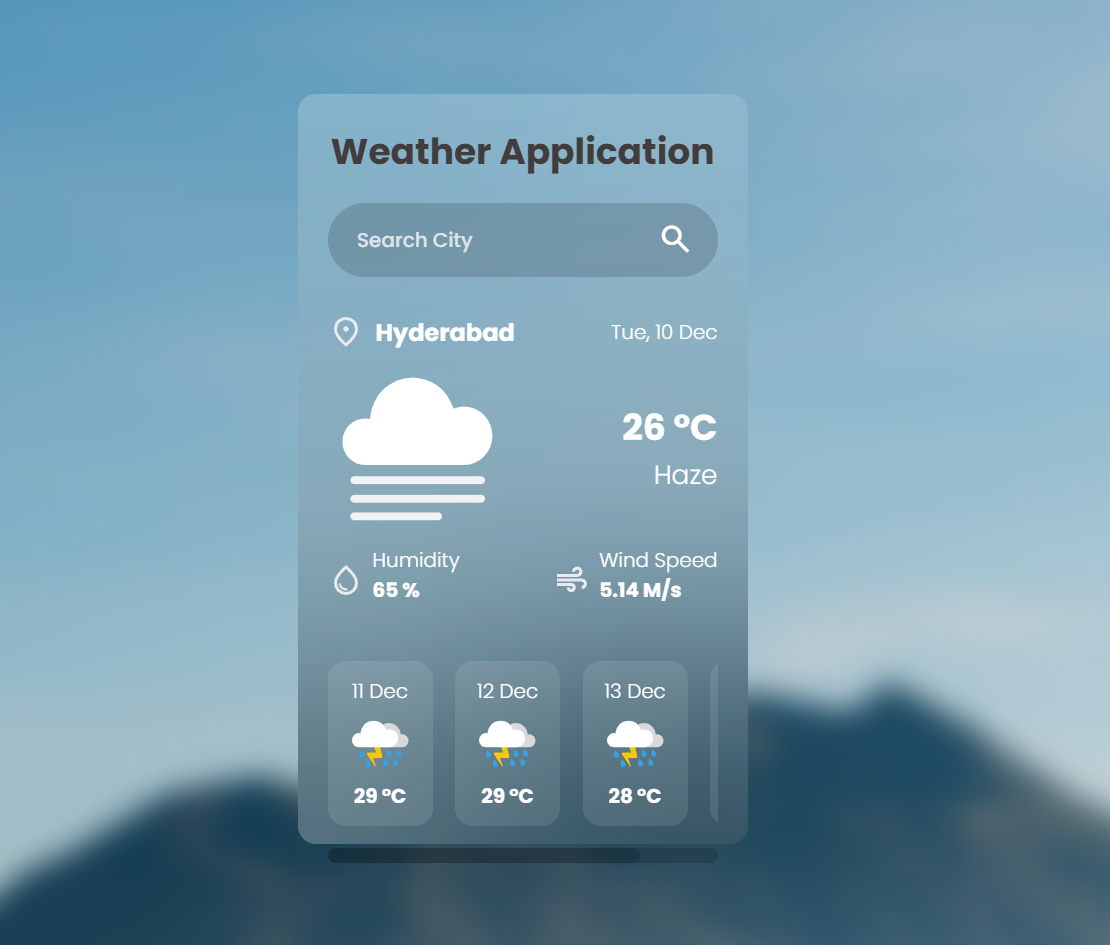 Weather Application
Search City
Hyderabad
Tue, 10 Dec
26 °C
Haze
Humidity
65 %
Wind Speed
5.14 M/s
11 Dec
12 Dec
13 Dec
29 °C
29 °C
28 °C